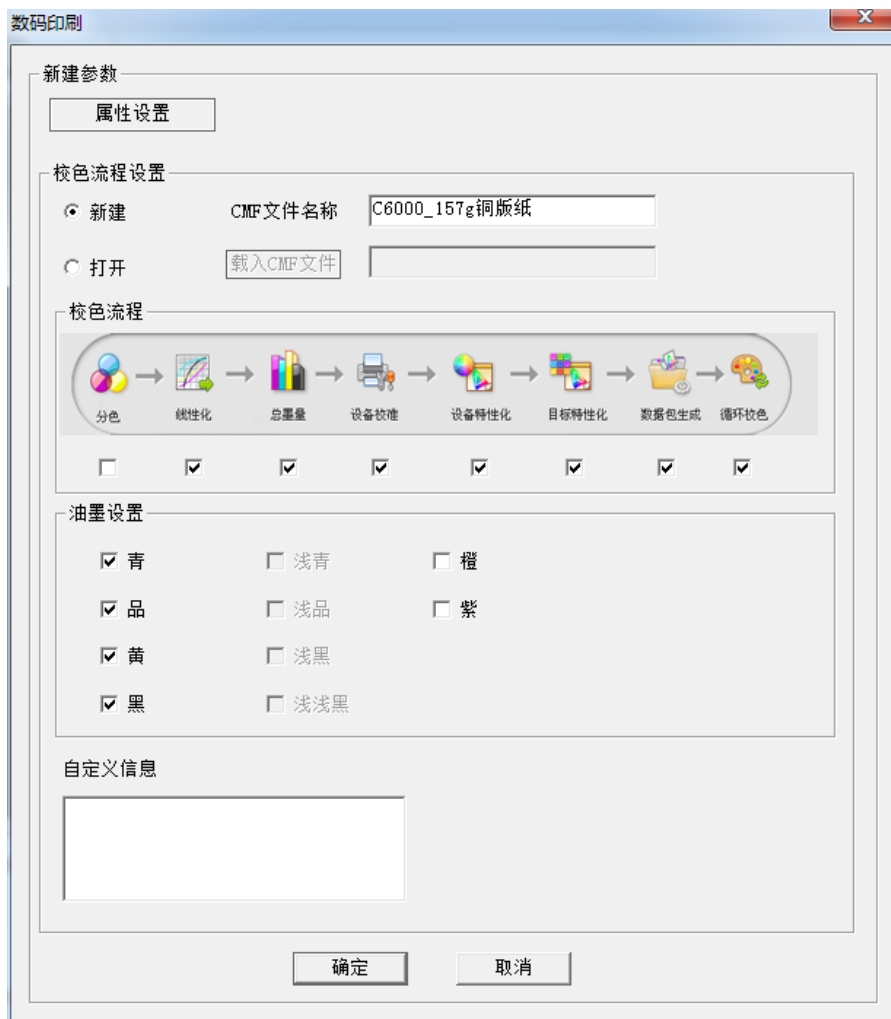 数码印刷
新建参数
属性设置
校色流程设置
新建 CMF文件名称 C6000_157g铜版纸
打开 载入CMF文件
校色流程
分色 线性化 总墨量 设备校准 设备特性化 目标特性化 数据包生成 循环校色
油墨设置
青 浅青 橙
品 浅品 紫
黄 浅黑
黑 浅浅黑
自定义信息
确定 取消